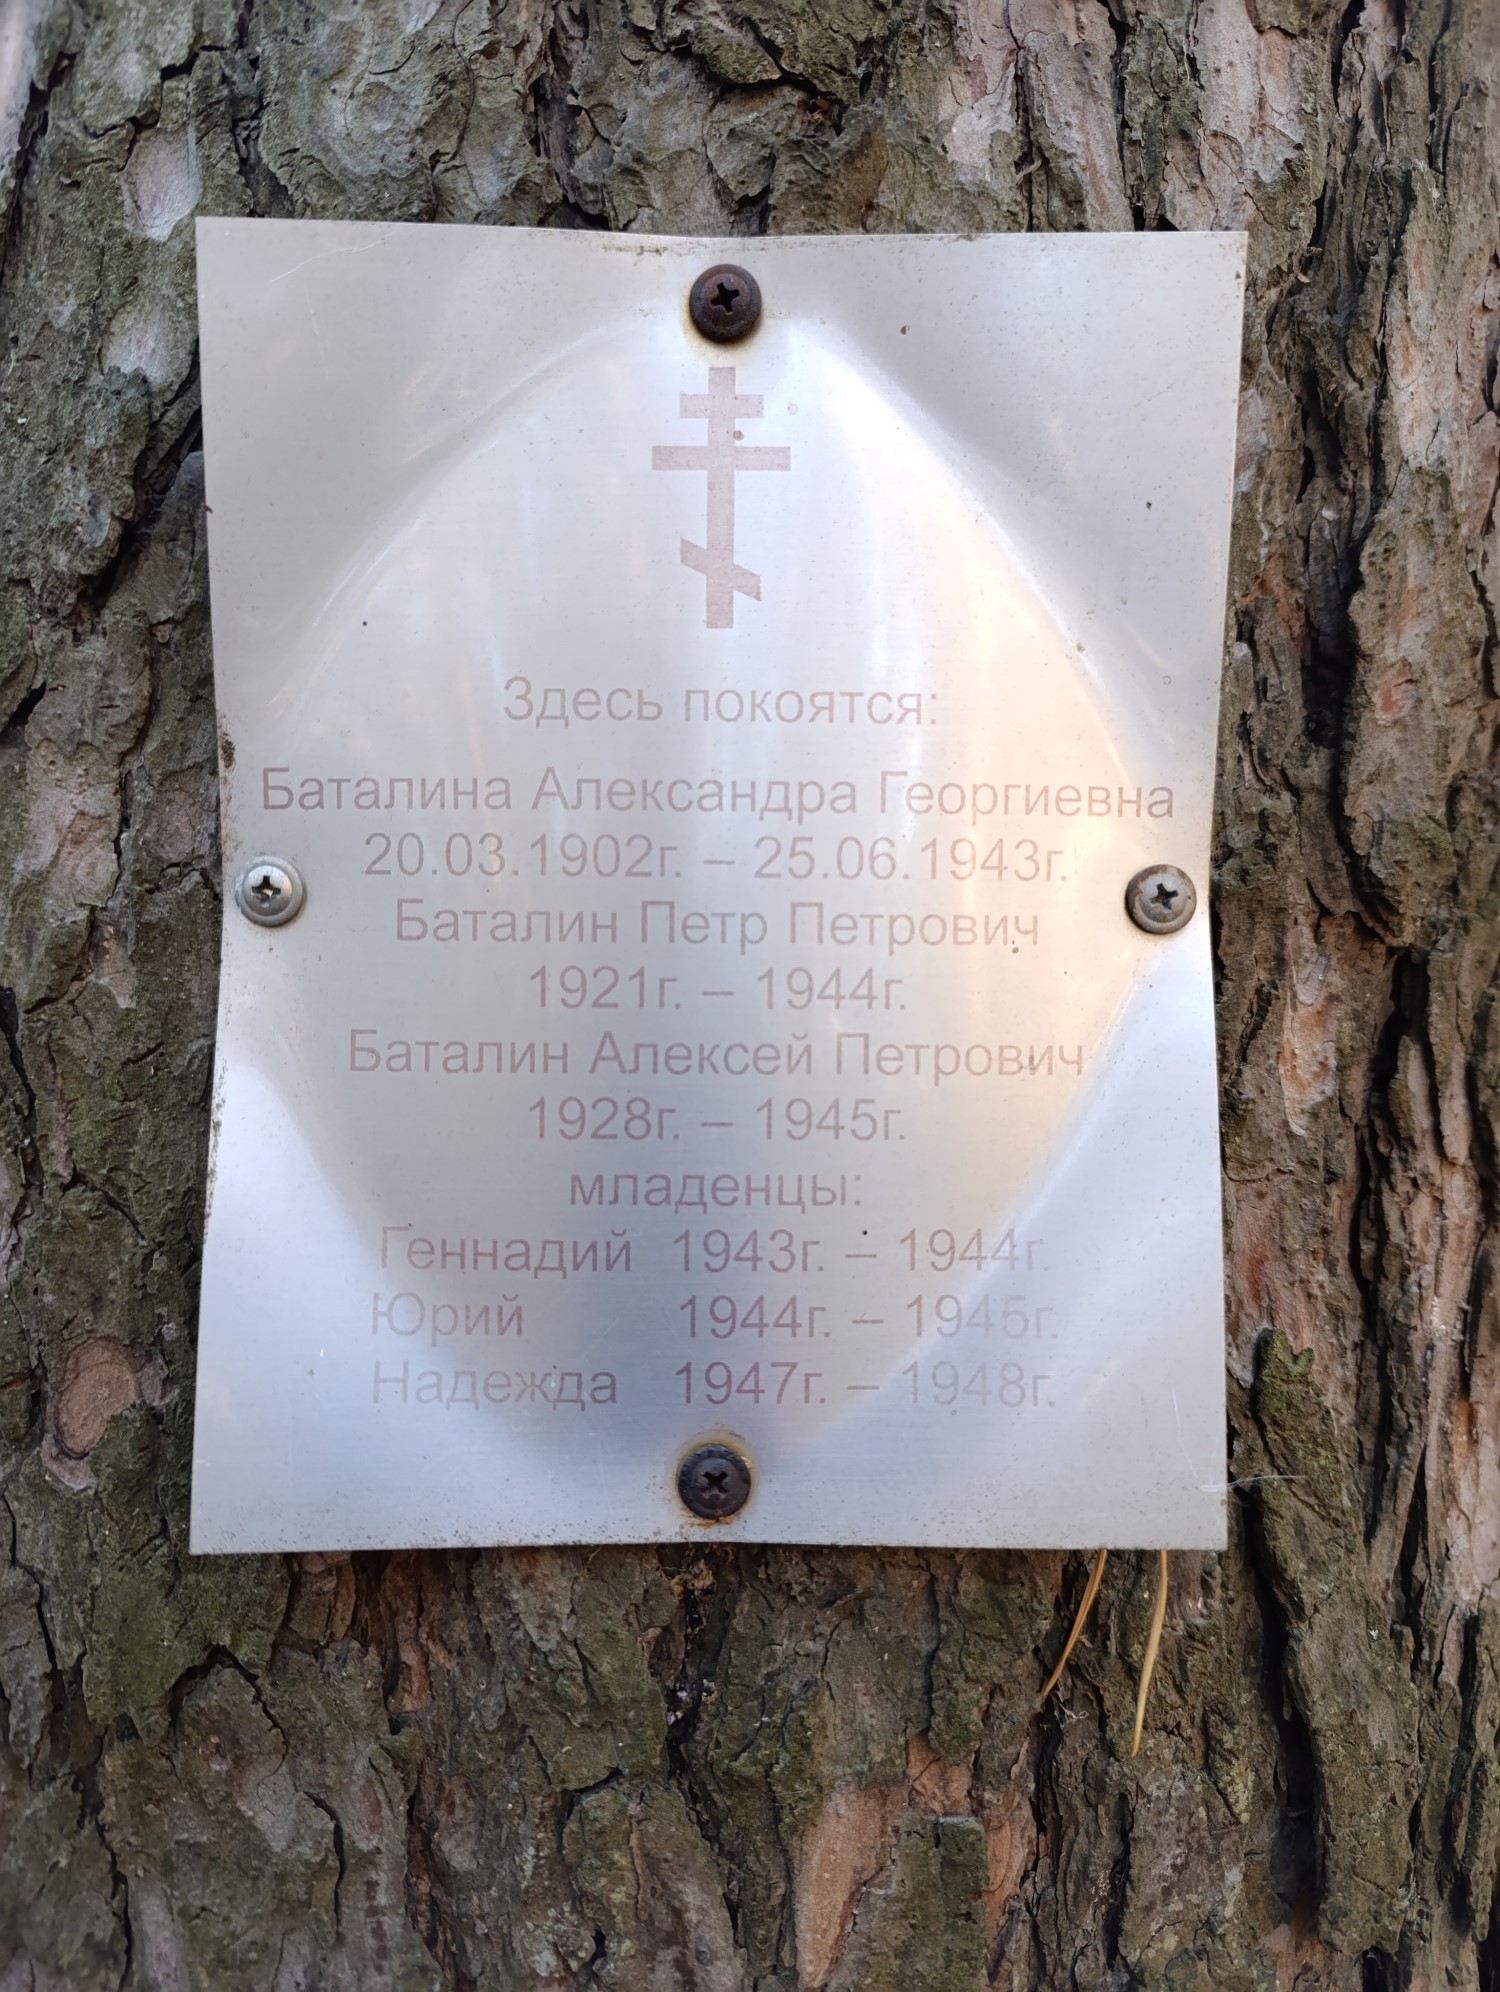 Здесь покоятся:
Баталина Александра Георгиевна
20.03.1902г. – 25.06.1943г.
Баталин Петр Петрович
1921г. – 1944г.
Баталин Алексей Петрович
1928г. – 1945г.
младенцы:
Геннадий 1943г. – 1944г.
Юрий 1944г. – 1945г.
Надежда 1947г. – 1948г.